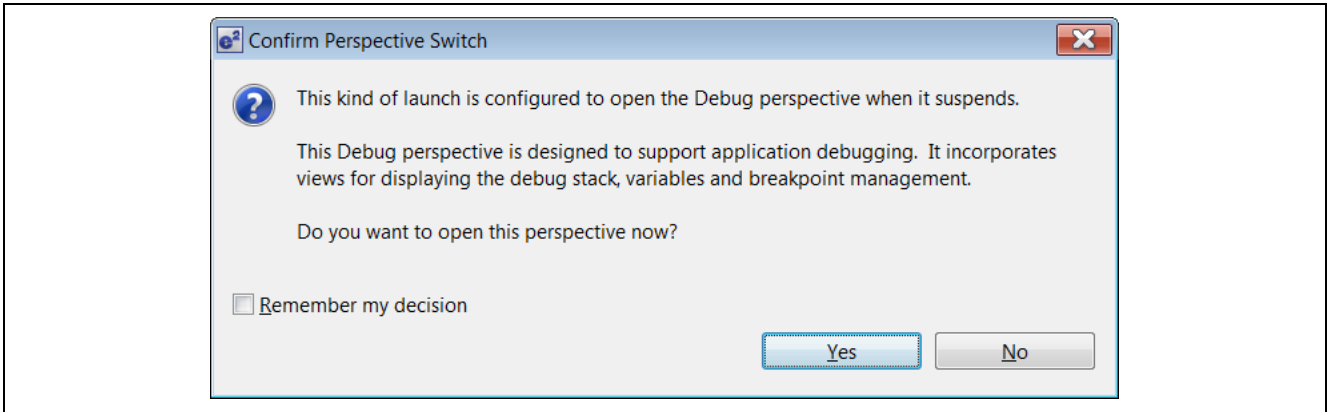 e² Confirm Perspective Switch
This kind of launch is configured to open the Debug perspective when it suspends.
This Debug perspective is designed to support application debugging.  It incorporates
views for displaying the debug stack, variables and breakpoint management.
Do you want to open this perspective now?
Remember my decision
Yes No